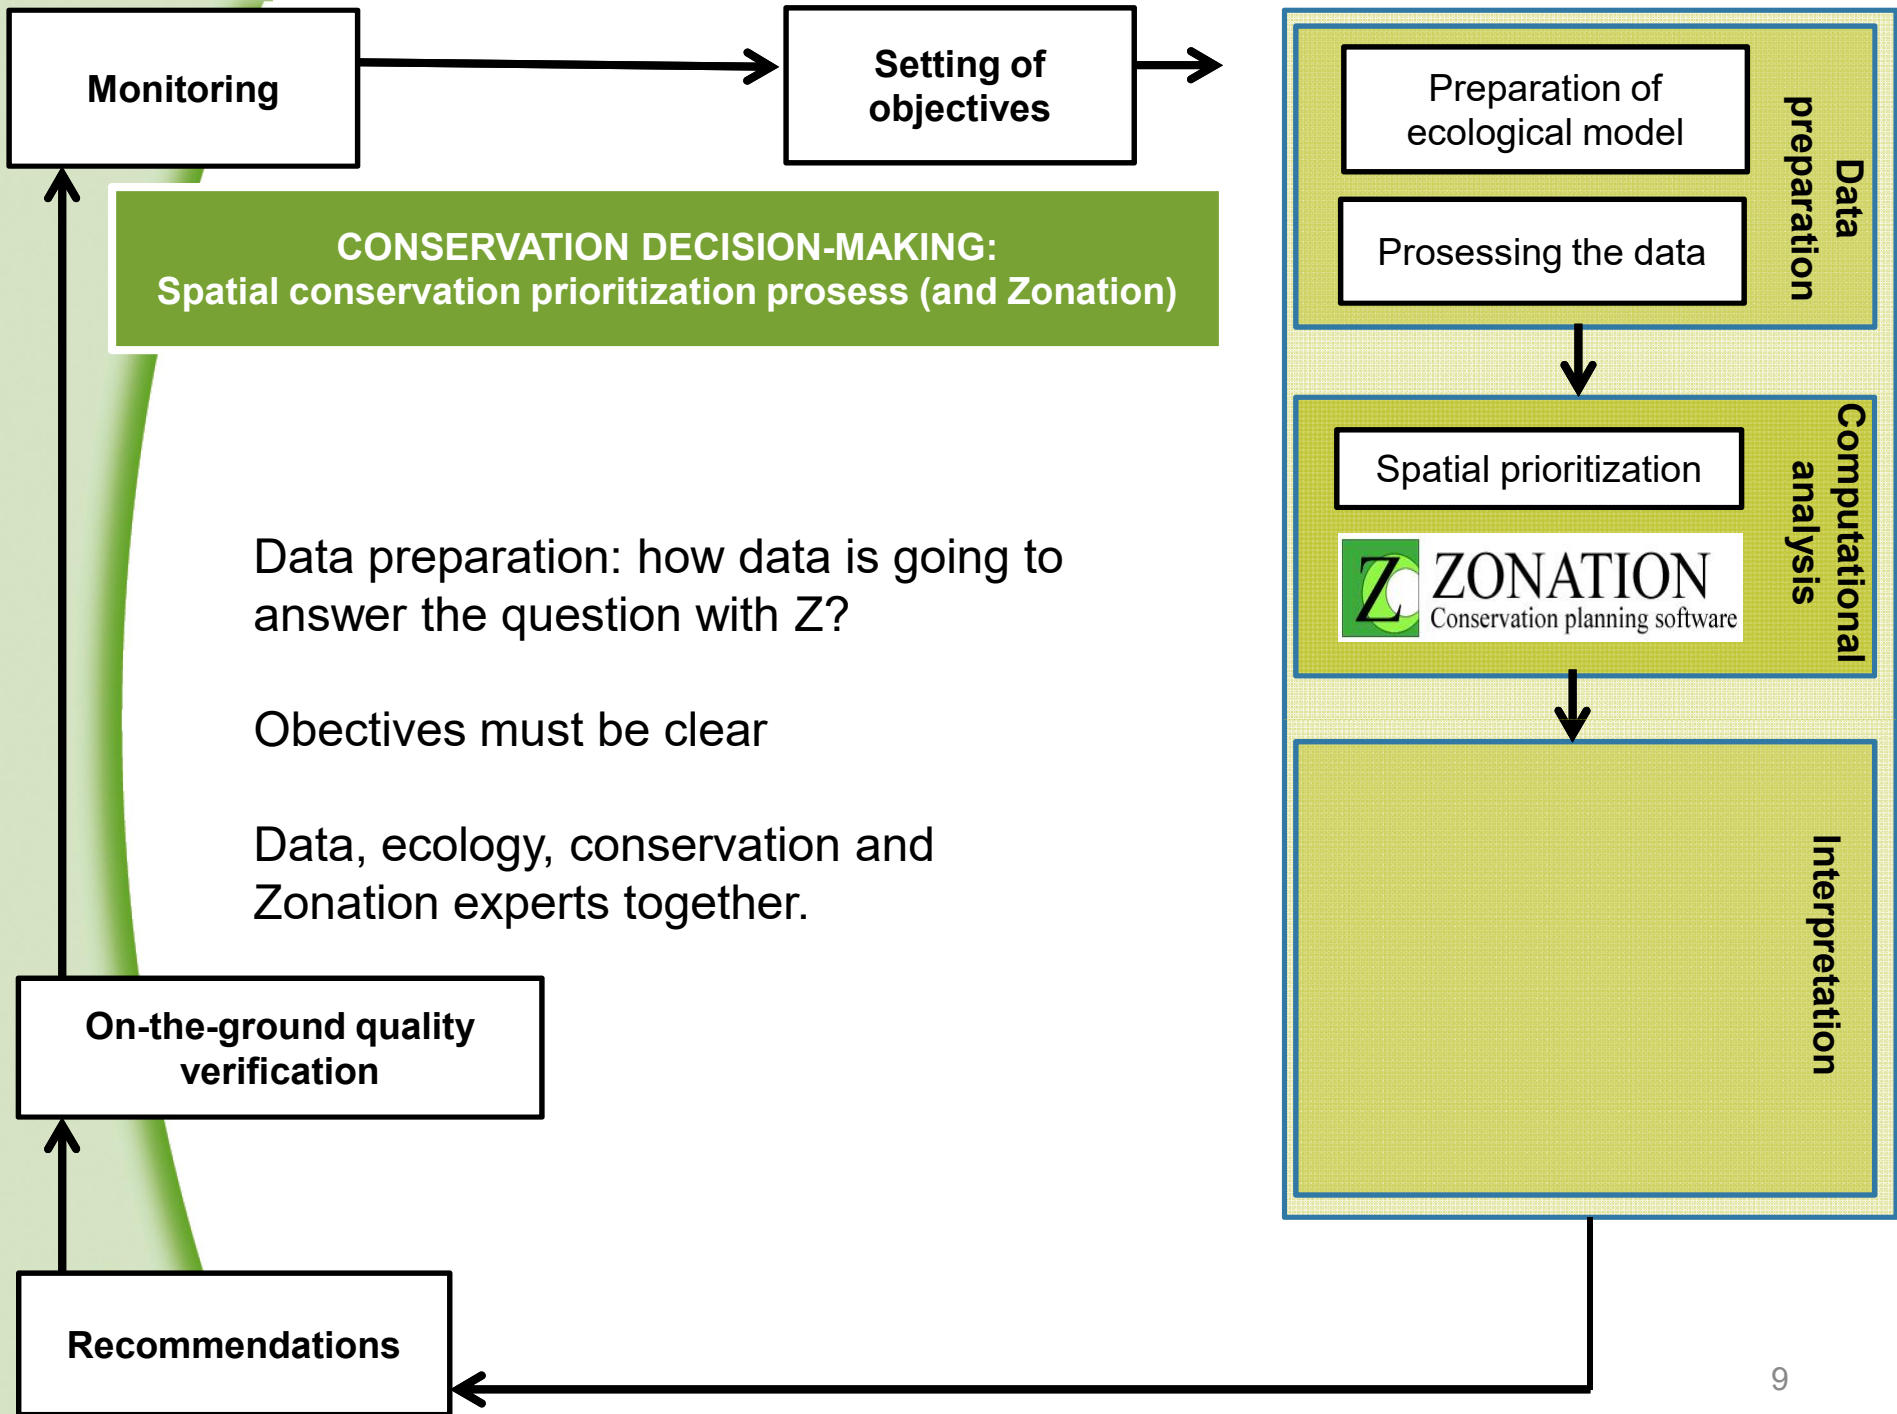 Monitoring
Setting of
objectives
Preparation of
ecological model
Prosessing the data
Data
preparation
CONSERVATION DECISION-MAKING:
Spatial conservation prioritization prosess (and Zonation)
Spatial prioritization
ZC ZONATION
Conservation planning software
Computational
analysis
Data preparation: how data is going to
answer the question with Z?
Obectives must be clear
Data, ecology, conservation and
Zonation experts together.
Interpretation
On-the-ground quality
verification
Recommendations
9